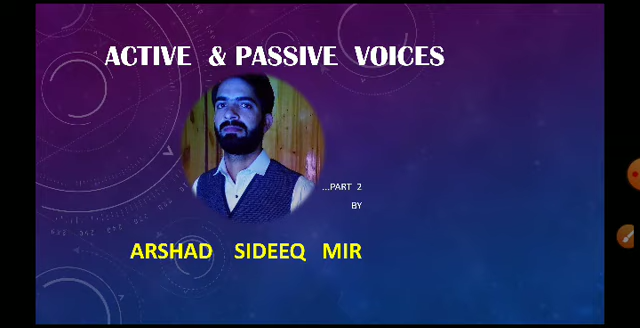 ACTIVE & PASSIVE VOICES
...PART 2
BY
ARSHAD SIDEEQ MIR